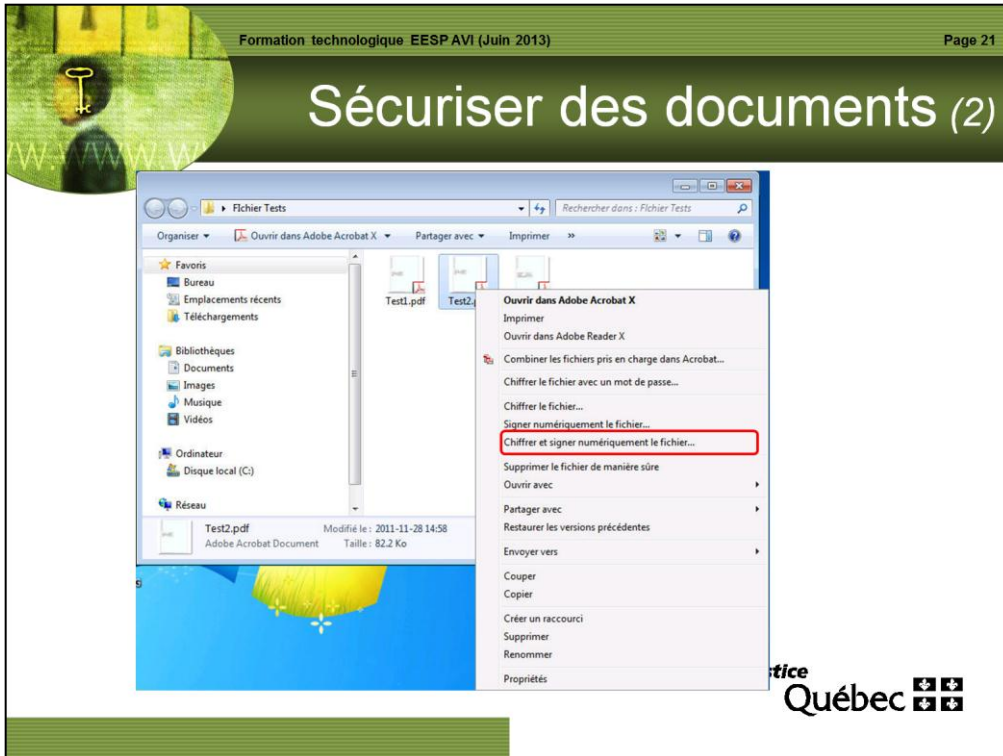 Formation technologique EESP AVI (Juin 2013)
Page 21
Sécuriser des documents (2)
FIchier Tests
Rechercher dans : FIchier Tests
Organiser
Ouvrir dans Adobe Acrobat X
Partager avec
Imprimer
»
Favoris
Bureau
Emplacements récents
Téléchargements
Bibliothèques
Documents
Images
Musique
Vidéos
Ordinateur
Disque local (C:)
Réseau
Test1.pdf
Ouvrir dans Adobe Acrobat X
Imprimer
Ouvrir dans Adobe Reader X
Combiner les fichiers pris en charge dans Acrobat...
Chiffrer le fichier avec un mot de passe...
Chiffrer le fichier...
Signer numériquement le fichier...
Chiffrer et signer numériquement le fichier...
Supprimer le fichier de manière sûre
Ouvrir avec
Partager avec
Restaurer les versions précédentes
Envoyer vers
Couper
Copier
Créer un raccourci
Supprimer
Renommer
Propriétés
Test2.pdf
Modifié le : 2011-11-28 14:58
Adobe Acrobat Document
Taille : 82.2 Ko
Québec